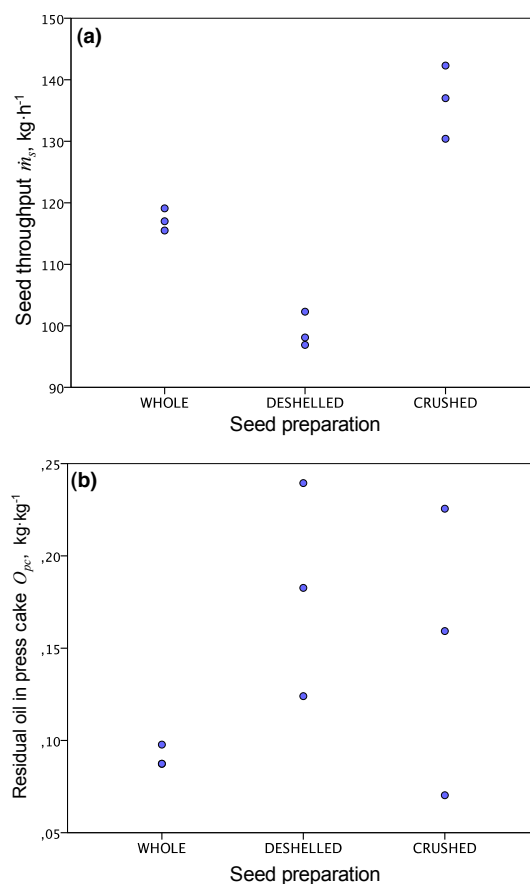 (a)
Seed throughput ṁₛ, kg·h⁻¹
150
140
130
120
110
100
90
WHOLE DESHELLED CRUSHED
Seed preparation
(b)
Residual oil in press cake Oₚ꜀, kg·kg⁻¹
,25
,20
,15
,10
,05
WHOLE DESHELLED CRUSHED
Seed preparation